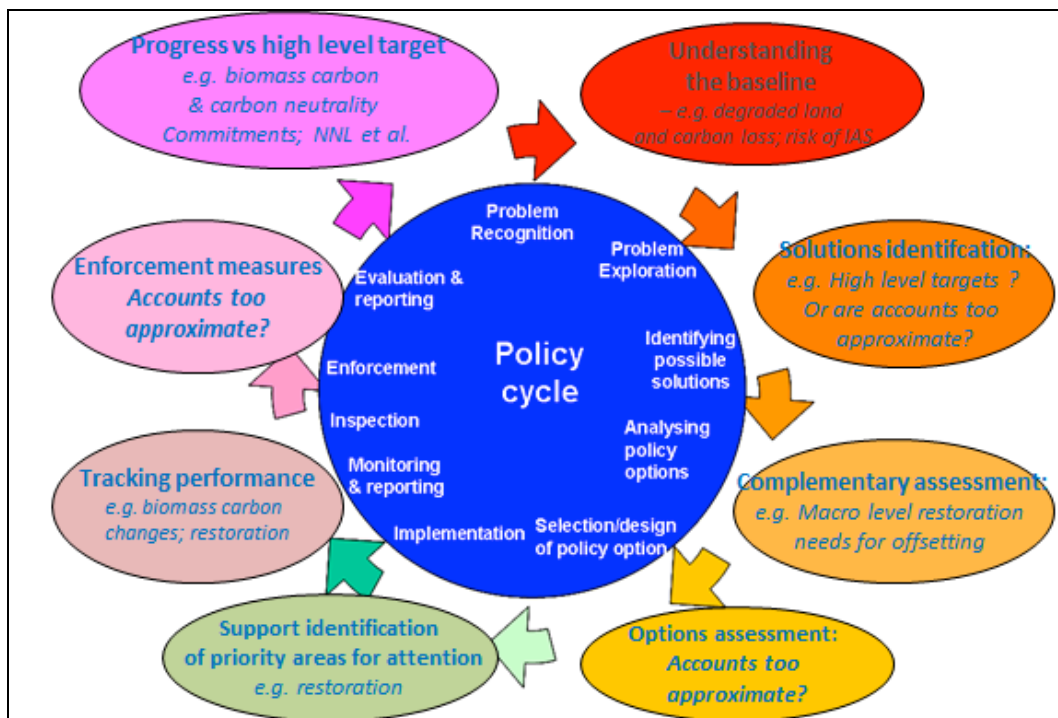 Progress vs high level target
e.g. biomass carbon
& carbon neutrality
Commitments; NNL et al.
Understanding
the baseline
– e.g. degraded land
and carbon loss; risk of IAS
Solutions identifcation:
e.g. High level targets ?
Or are accounts too
approximate?
Complementary assessment:
e.g. Macro level restoration
needs for offsetting
Options assessment:
Accounts too
approximate?
Support identification
of priority areas for attention
e.g. restoration
Tracking performance
e.g. biomass carbon
changes; restoration
Enforcement measures
Accounts too
approximate?
Policy
cycle
Problem
Recognition
Problem
Exploration
Identifying
possible
solutions
Analysing
policy
options
Selection/design
of policy option
Implementation
Monitoring
& reporting
Inspection
Enforcement
Evaluation &
reporting